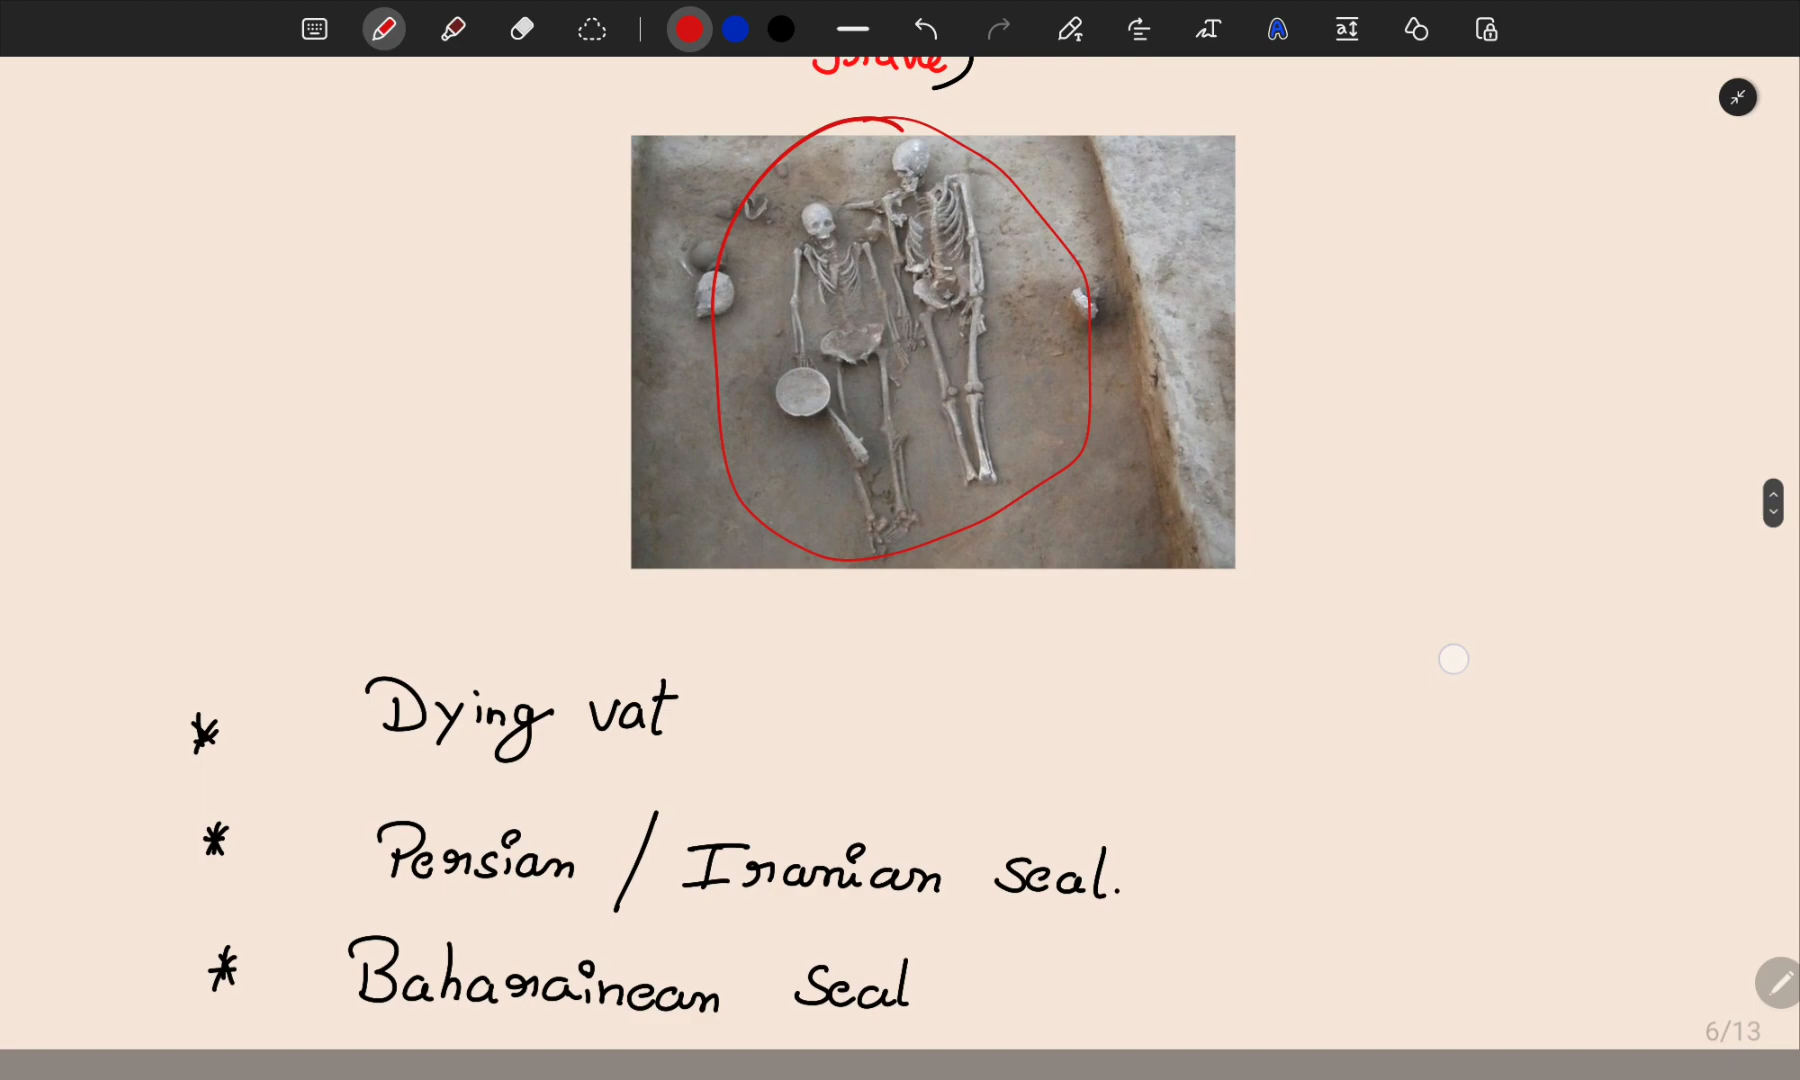 * Dying vat
* Persian / Iranian seal.
* Baharainean Seal
6/13